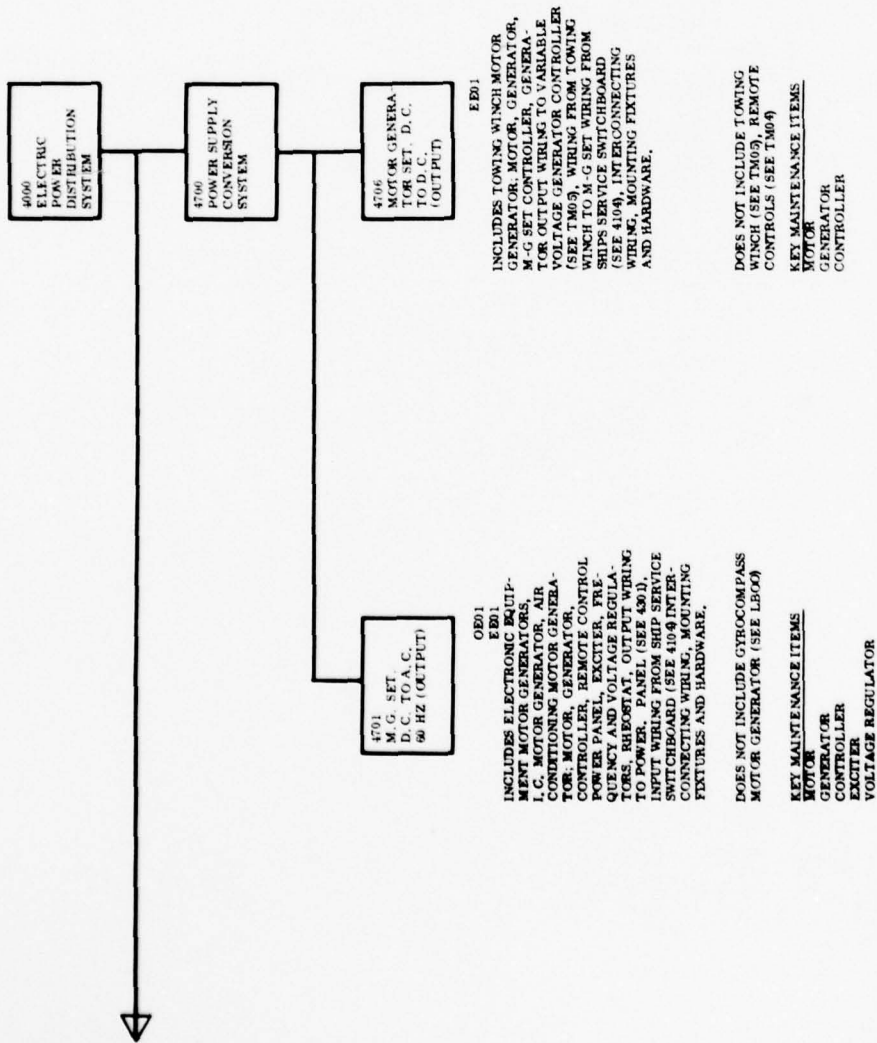 4000
ELECTRIC
POWER
DISTRIBUTION
SYSTEM
4700
POWER SUPPLY
CONVERSION
SYSTEM
4701
M.G. SET.
D.C. TO A.C.
60 HZ (OUTPUT)
OE01
EE01
INCLUDES ELECTRONIC EQUIP-
MENT MOTOR GENERATORS,
I.C. MOTOR GENERATOR, AIR
CONDITIONING MOTOR GENERA-
TOR; MOTOR, GENERATOR,
CONTROLLER, REMOTE CONTROL
POWER PANEL, EXCITER, FRE-
QUENCY AND VOLTAGE REGULA-
TORS, RHEOSTAT, OUTPUT WIRING
TO POWER, PANEL (SEE 4301),
INPUT WIRING FROM SHIP SERVICE
SWITCHBOARD (SEE 4104) INTER-
CONNECTING WIRING, MOUNTING
FIXTURES AND HARDWARE.
DOES NOT INCLUDE GYROCOMPASS
MOTOR GENERATOR (SEE LB00)
KEY MAINTENANCE ITEMS
MOTOR
GENERATOR
CONTROLLER
EXCITER
VOLTAGE REGULATOR
4706
MOTOR GENERA-
TOR SET. D.C.
TO D.C.
(OUTPUT)
EE01
INCLUDES TOWING WINCH MOTOR
GENERATOR; MOTOR, GENERATOR,
M-G SET CONTROLLER, GENERA-
TOR OUTPUT WIRING TO VARIABLE
VOLTAGE GENERATOR CONTROLLER
(SEE TM05), WIRING FROM TOWING
WINCH TO M-G SET WIRING FROM
SHIPS SERVICE SWITCHBOARD
(SEE 4104), INTERCONNECTING
WIRING, MOUNTING FIXTURES
AND HARDWARE.
DOES NOT INCLUDE TOWING
WINCH (SEE TM05), REMOTE
CONTROLS (SEE TM04)
KEY MAINTENANCE ITEMS
MOTOR
GENERATOR
CONTROLLER